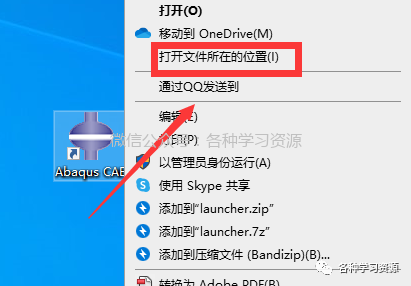 打开(O)
移动到 OneDrive(M)
打开文件所在的位置(I)
通过QQ发送到
编辑(E)
微信公众号：各种学习资源
打印(P)
Abaqus CAE
以管理员身份运行(A)
使用 Skype 共享
添加到"launcher.zip"
添加到"launcher.7z"
添加到压缩文件 (Bandizip)(B)...
各种学习资源
转换为 Adobe PDF(B)